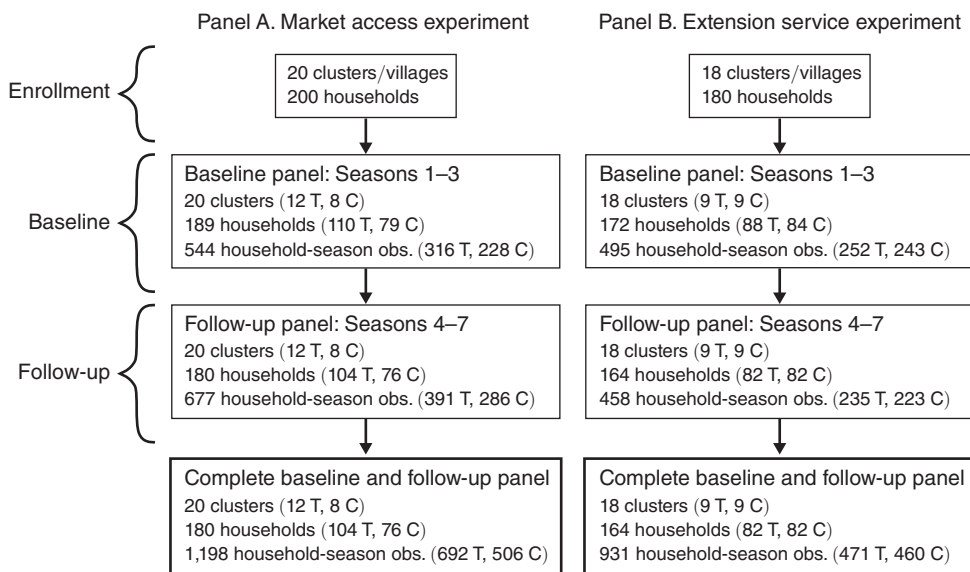 Panel A. Market access experiment
Panel B. Extension service experiment
Enrollment
20 clusters/villages
200 households
18 clusters/villages
180 households
Baseline
Baseline panel: Seasons 1–3
20 clusters (12 T, 8 C)
189 households (110 T, 79 C)
544 household-season obs. (316 T, 228 C)
Baseline panel: Seasons 1–3
18 clusters (9 T, 9 C)
172 households (88 T, 84 C)
495 household-season obs. (252 T, 243 C)
Follow-up
Follow-up panel: Seasons 4–7
20 clusters (12 T, 8 C)
180 households (104 T, 76 C)
677 household-season obs. (391 T, 286 C)
Follow-up panel: Seasons 4–7
18 clusters (9 T, 9 C)
164 households (82 T, 82 C)
458 household-season obs. (235 T, 223 C)
Complete baseline and follow-up panel
20 clusters (12 T, 8 C)
180 households (104 T, 76 C)
1,198 household-season obs. (692 T, 506 C)
Complete baseline and follow-up panel
18 clusters (9 T, 9 C)
164 households (82 T, 82 C)
931 household-season obs. (471 T, 460 C)